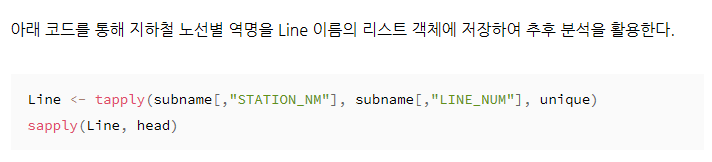 아래 코드를 통해 지하철 노선별 역명을 Line 이름의 리스트 객체에 저장하여 추후 분석을 활용한다.
Line <- tapply(subname[,"STATION_NM"], subname[,"LINE_NUM"], unique)
sapply(Line, head)